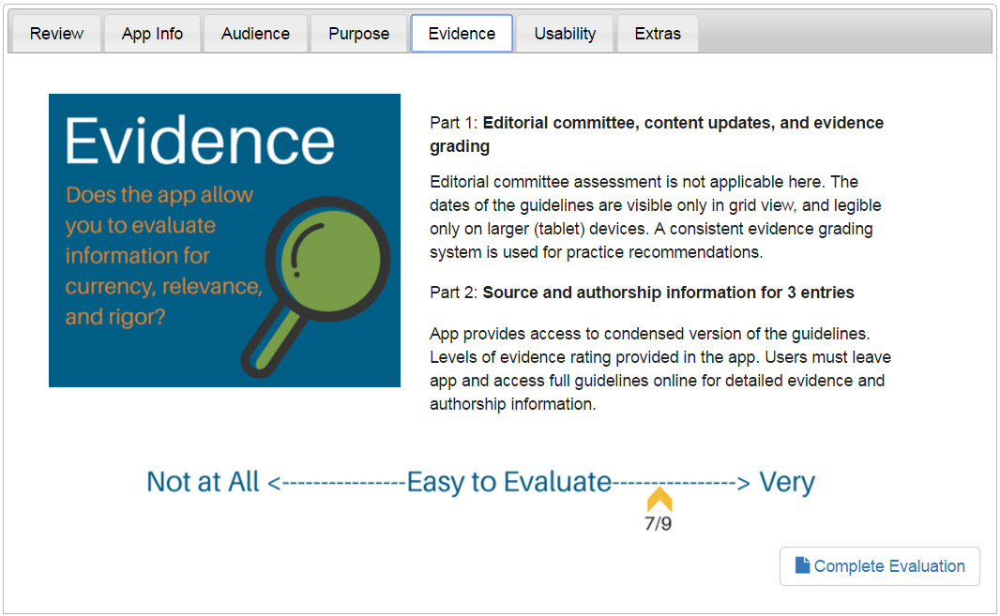 Review App Info Audience Purpose Evidence Usability Extras
Evidence
Does the app allow
you to evaluate
information for
currency, relevance,
and rigor?
Part 1: Editorial committee, content updates, and evidence
grading
Editorial committee assessment is not applicable here. The
dates of the guidelines are visible only in grid view, and legible
only on larger (tablet) devices. A consistent evidence grading
system is used for practice recommendations.
Part 2: Source and authorship information for 3 entries
App provides access to condensed version of the guidelines.
Levels of evidence rating provided in the app. Users must leave
app and access full guidelines online for detailed evidence and
authorship information.
Not at All <----------------Easy to Evaluate----------------> Very
7/9
Complete Evaluation